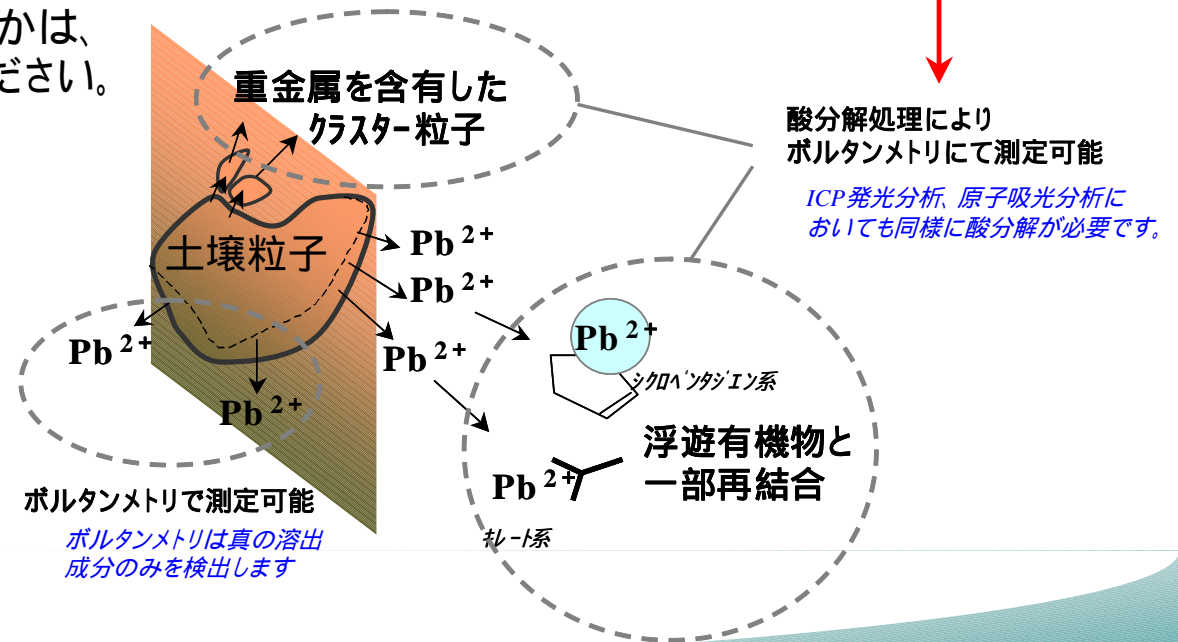 かは、
ださい。
重金属を含有した
クラスター粒子
酸分解処理により
ボルタンメトリにて測定可能
ICP発光分析、原子吸光分析に
おいても同様に酸分解が必要です。
土壌粒子
Pb 2+
Pb 2+
Pb 2+
Pb 2+
Pb 2+
Pb 2+
シクロペンタジエン系
浮遊有機物と
一部再結合
Pb 2+
キレート系
ボルタンメトリで測定可能
ボルタンメトリは真の溶出
成分のみを検出します